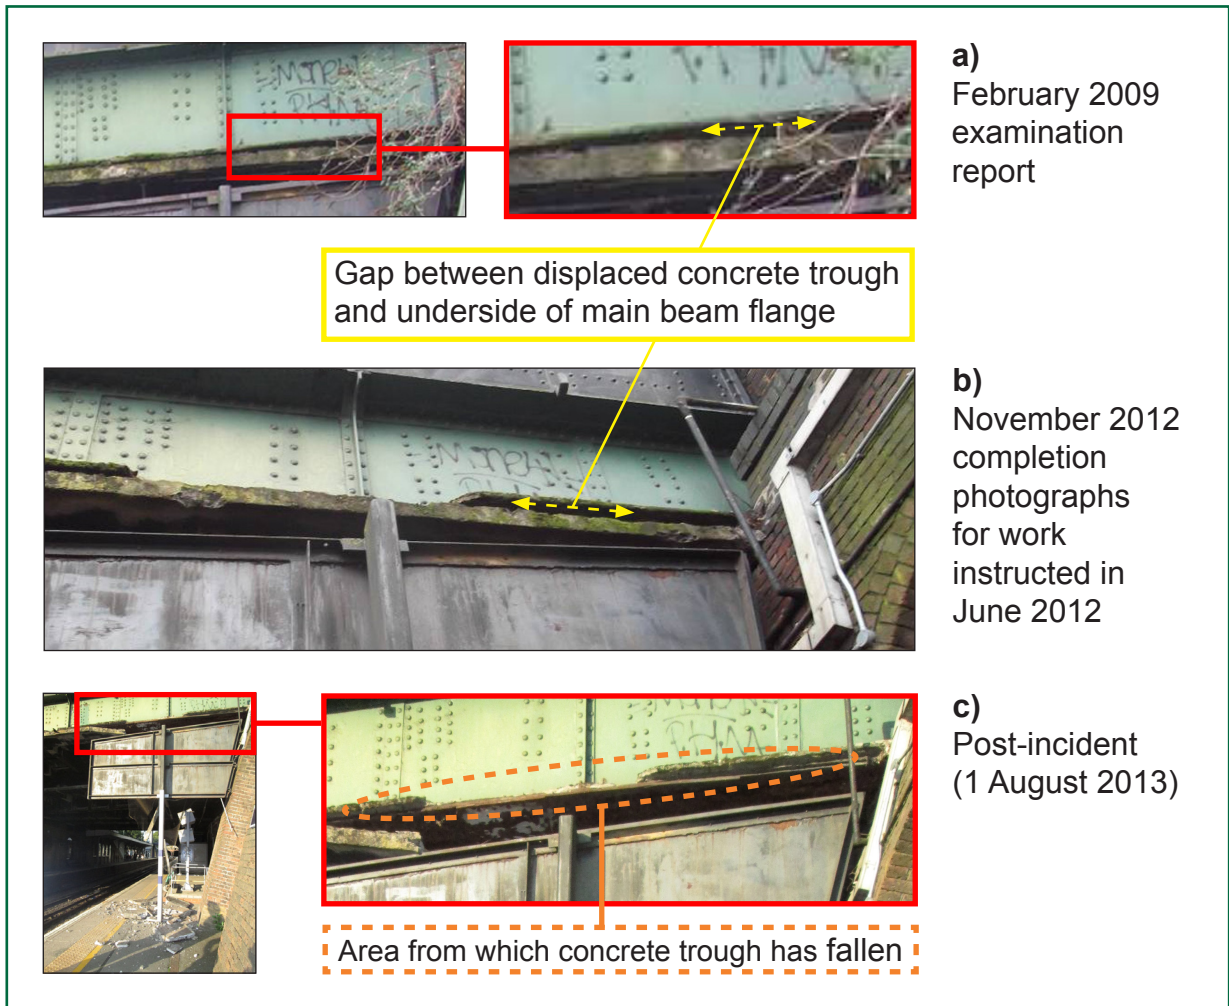 a)
February 2009
examination
report
Gap between displaced concrete trough
and underside of main beam flange
b)
November 2012
completion
photographs
for work
instructed in
June 2012
c)
Post-incident
(1 August 2013)
Area from which concrete trough has fallen